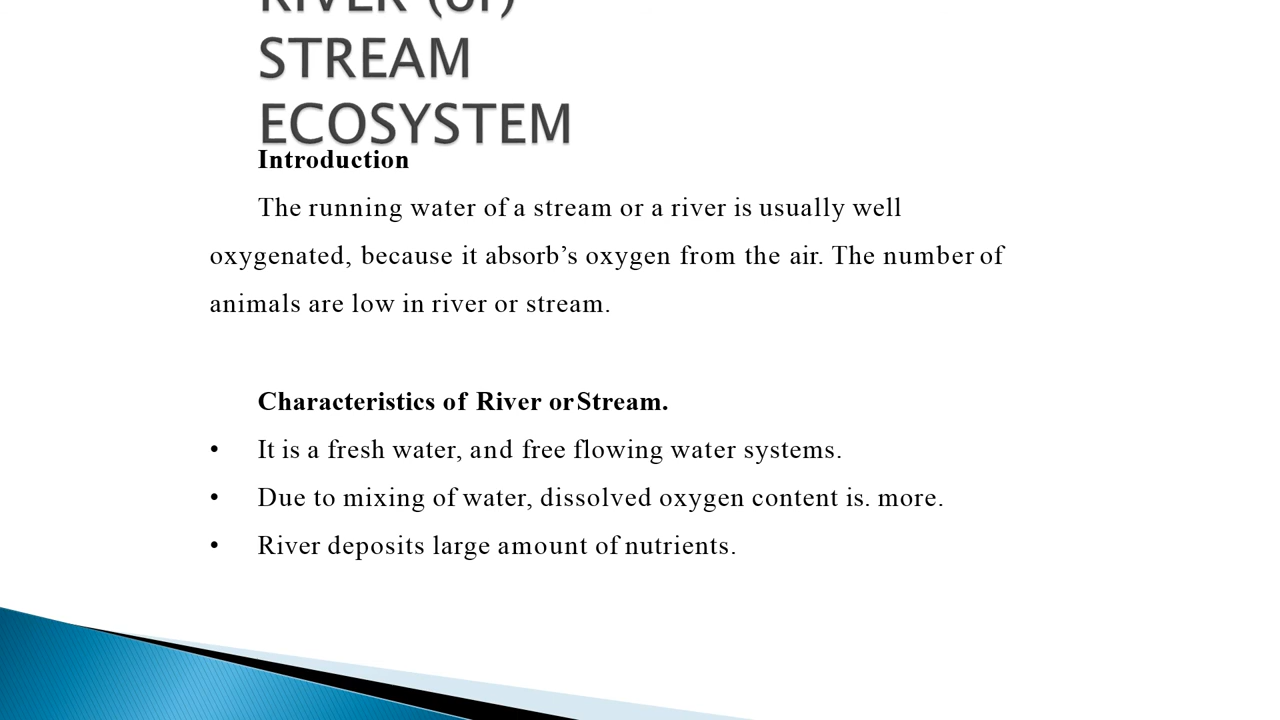 RIVER (or)
STREAM
ECOSYSTEM
Introduction
The running water of a stream or a river is usually well
oxygenated, because it absorb’s oxygen from the air. The number of
animals are low in river or stream.
Characteristics of River or Stream.
• It is a fresh water, and free flowing water systems.
• Due to mixing of water, dissolved oxygen content is. more.
• River deposits large amount of nutrients.